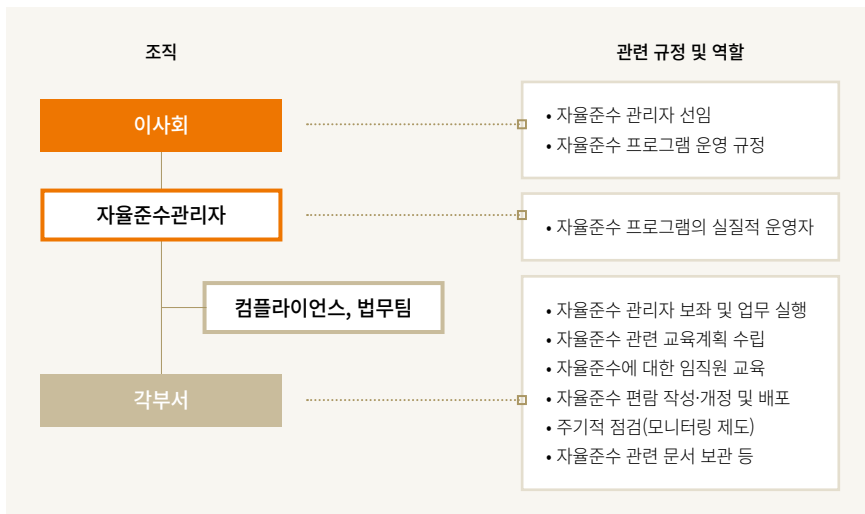 조직
관련 규정 및 역할
이사회
• 자율준수 관리자 선임
• 자율준수 프로그램 운영 규정
자율준수관리자
• 자율준수 프로그램의 실질적 운영자
컴플라이언스, 법무팀
각부서
• 자율준수 관리자 보좌 및 업무 실행
• 자율준수 관련 교육계획 수립
• 자율준수에 대한 임직원 교육
• 자율준수 편람 작성·개정 및 배포
• 주기적 점검(모니터링 제도)
• 자율준수 관련 문서 보관 등